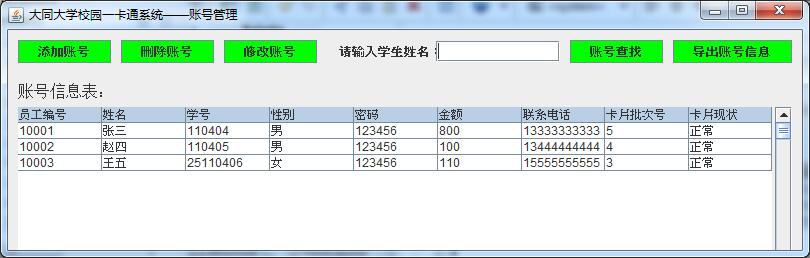 大同大学校园一卡通系统——账号管理
添加账号 删除账号 修改账号 请输入学生姓名： 账号查找 导出账号信息
账号信息表：
员工编号 姓名 学号 性别 密码 金额 联系电话 卡片批次号 卡片现状
10001 张三 110404 男 123456 800 13333333333 5 正常
10002 赵四 110405 男 123456 100 13444444444 4 正常
10003 王五 25110406 女 123456 110 15555555555 3 正常